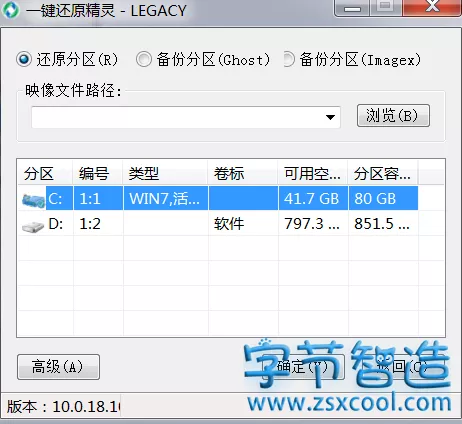 一键还原精灵 - LEGACY
还原分区(R) 备份分区(Ghost) 备份分区(Imagex)
映像文件路径:
浏览(B)
分区 编号 类型 卷标 可用空... 分区容...
C: 1:1 WIN7,活... 41.7 GB 80 GB
D: 1:2 软件 797.3 ... 851.5 ...
高级(A) 确定(Y) 返回(C)
字节智造
www.zsxcool.com
版本：10.0.18.10